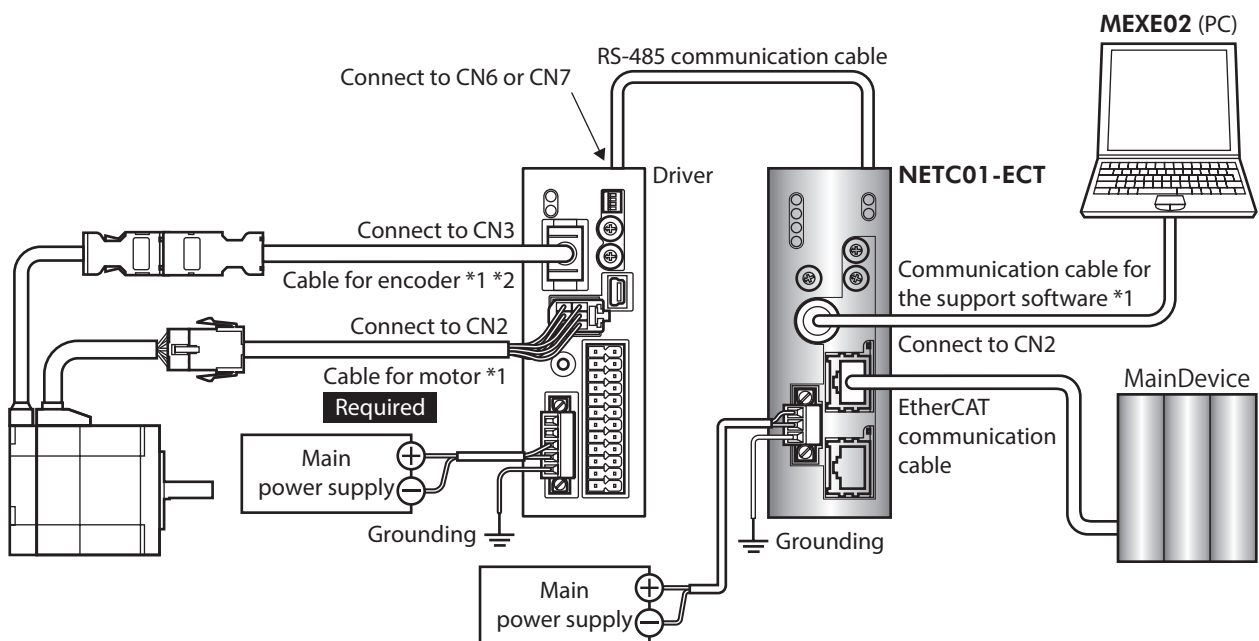 MEXE02 (PC)
RS-485 communication cable
Connect to CN6 or CN7
Driver
NETC01-ECT
Connect to CN3
Cable for encoder *1 *2
Communication cable for
the support software *1
Connect to CN2
Connect to CN2
Cable for motor *1
Required
MainDevice
EtherCAT
communication
cable
Main
power supply
+
−
Grounding
Grounding
Main
power supply
+
−